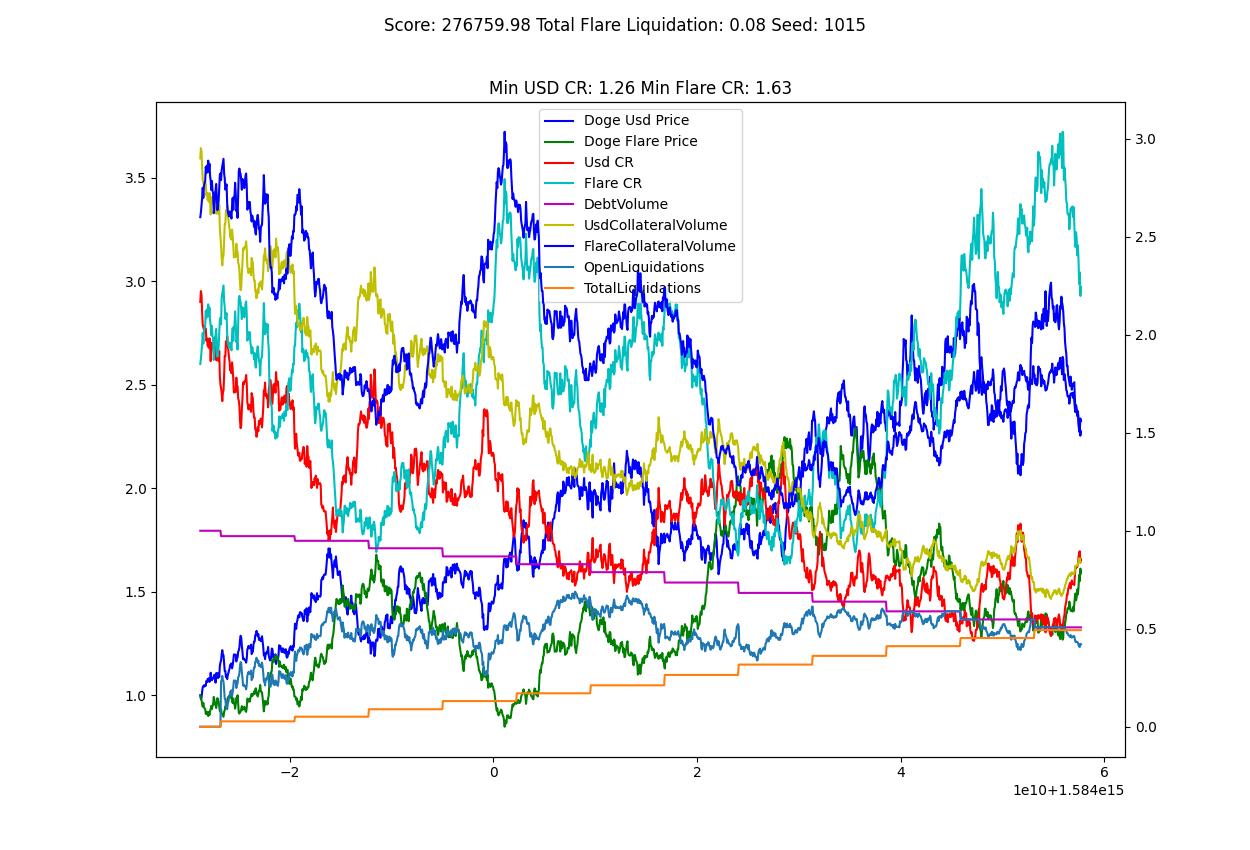 Score: 276759.98 Total Flare Liquidation: 0.08 Seed: 1015
Min USD CR: 1.26 Min Flare CR: 1.63
Doge Usd Price
Doge Flare Price
Usd CR
Flare CR
DebtVolume
UsdCollateralVolume
FlareCollateralVolume
OpenLiquidations
TotalLiquidations
3.5
3.0
2.5
2.0
1.5
1.0
3.0
2.5
2.0
1.5
1.0
0.5
0.0
−2 0 2 4 6
1e10+1.584e15